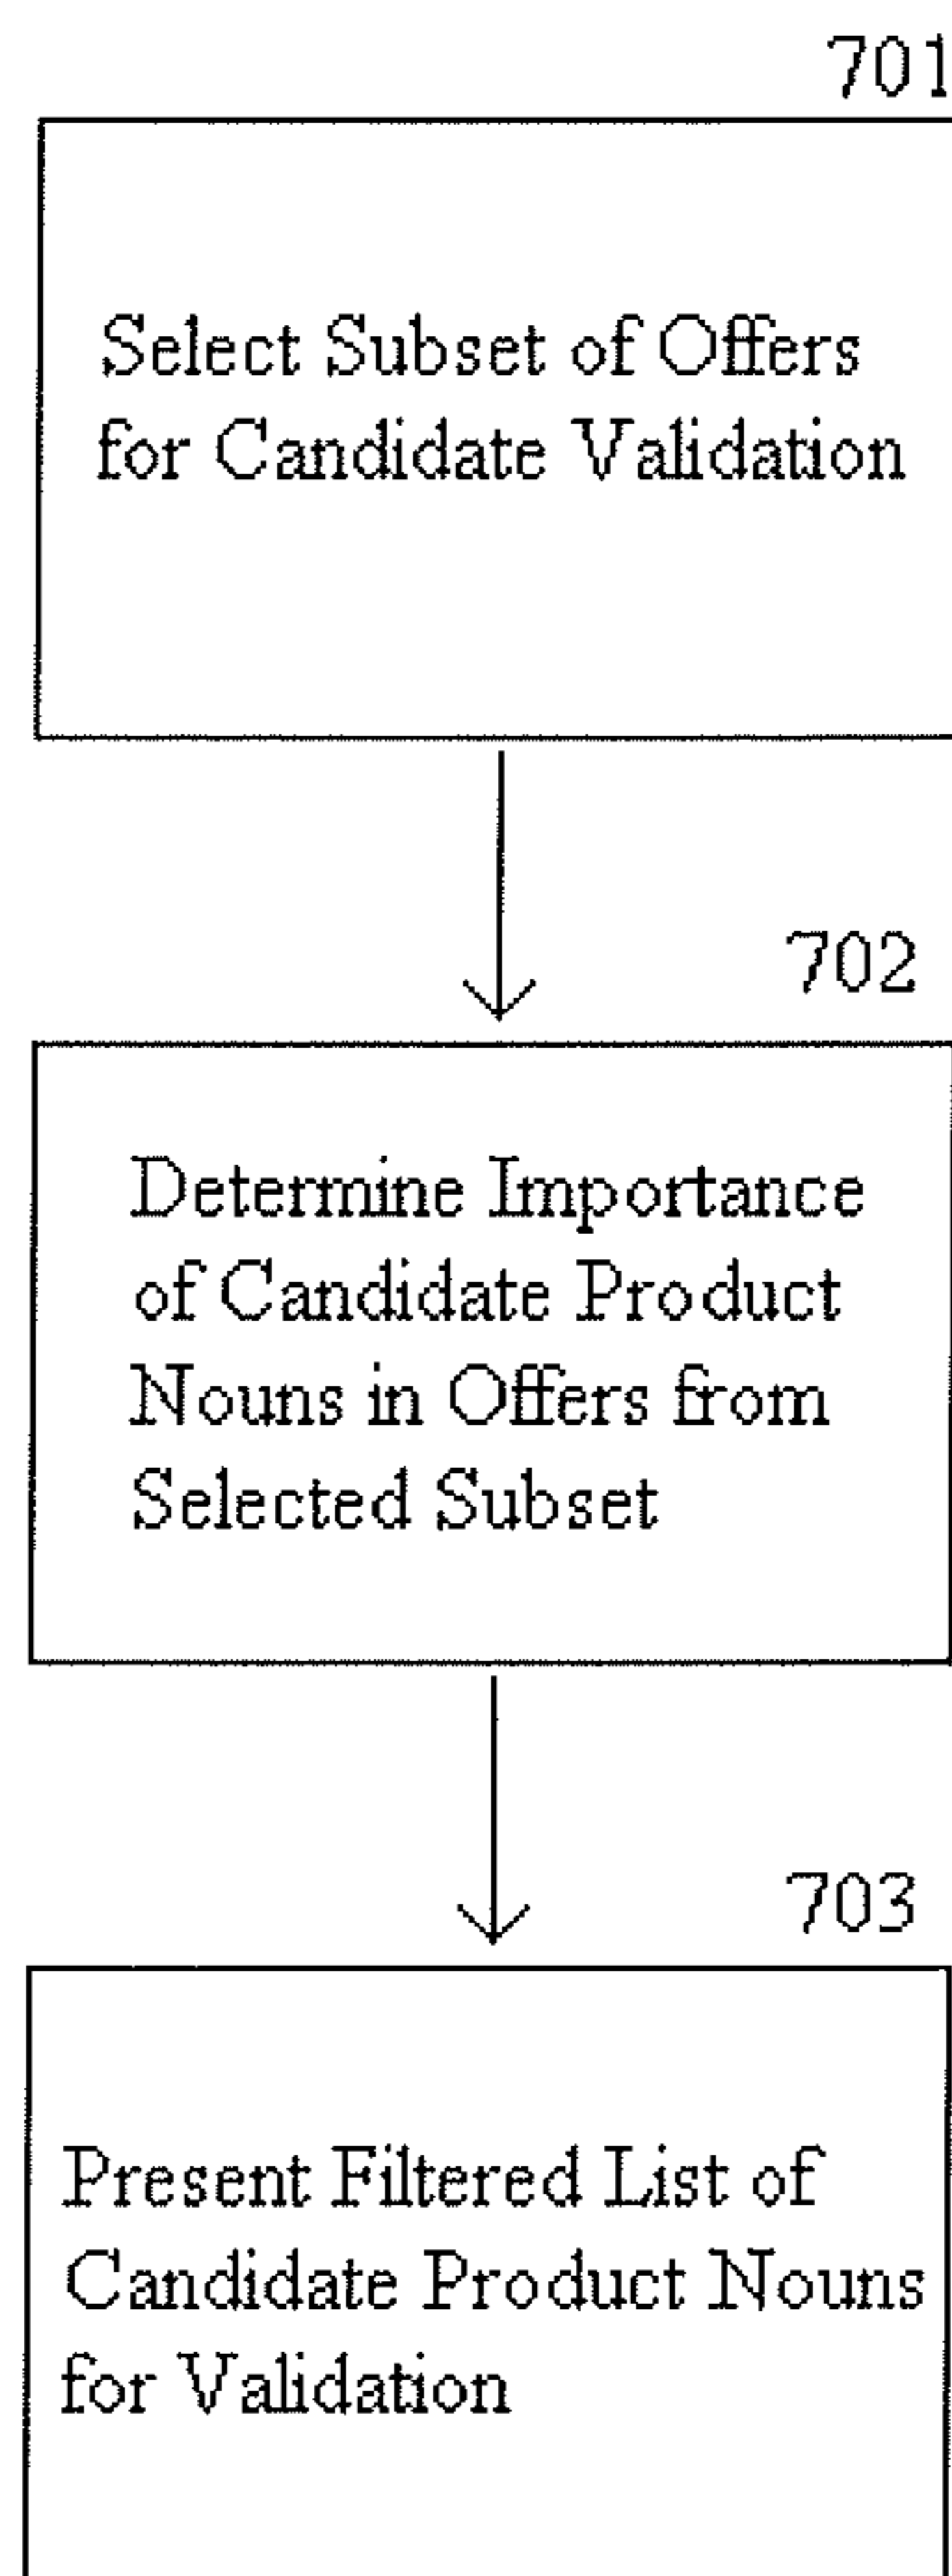 701
Select Subset of Offers
for Candidate Validation
702
Determine Importance
of Candidate Product
Nouns in Offers from
Selected Subset
703
Present Filtered List of
Candidate Product Nouns
for Validation